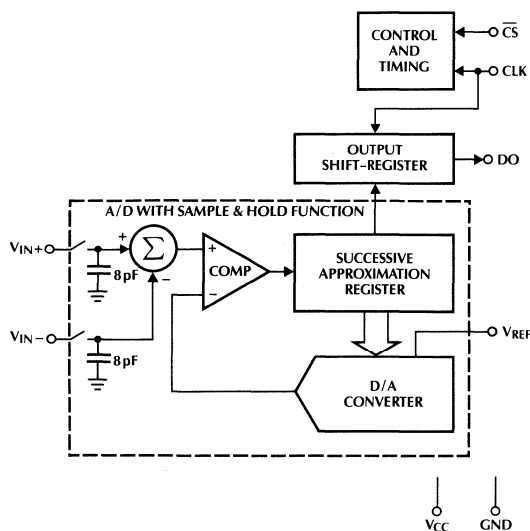 CONTROL
AND
TIMING
CS
CLK
OUTPUT
SHIFT-REGISTER
DO
A/D WITH SAMPLE & HOLD FUNCTION
VIN+
+
Σ
−
8pF
+
COMP
−
SUCCESSIVE
APPROXIMATION
REGISTER
VIN−
8pF
VREF
D/A
CONVERTER
VCC
GND